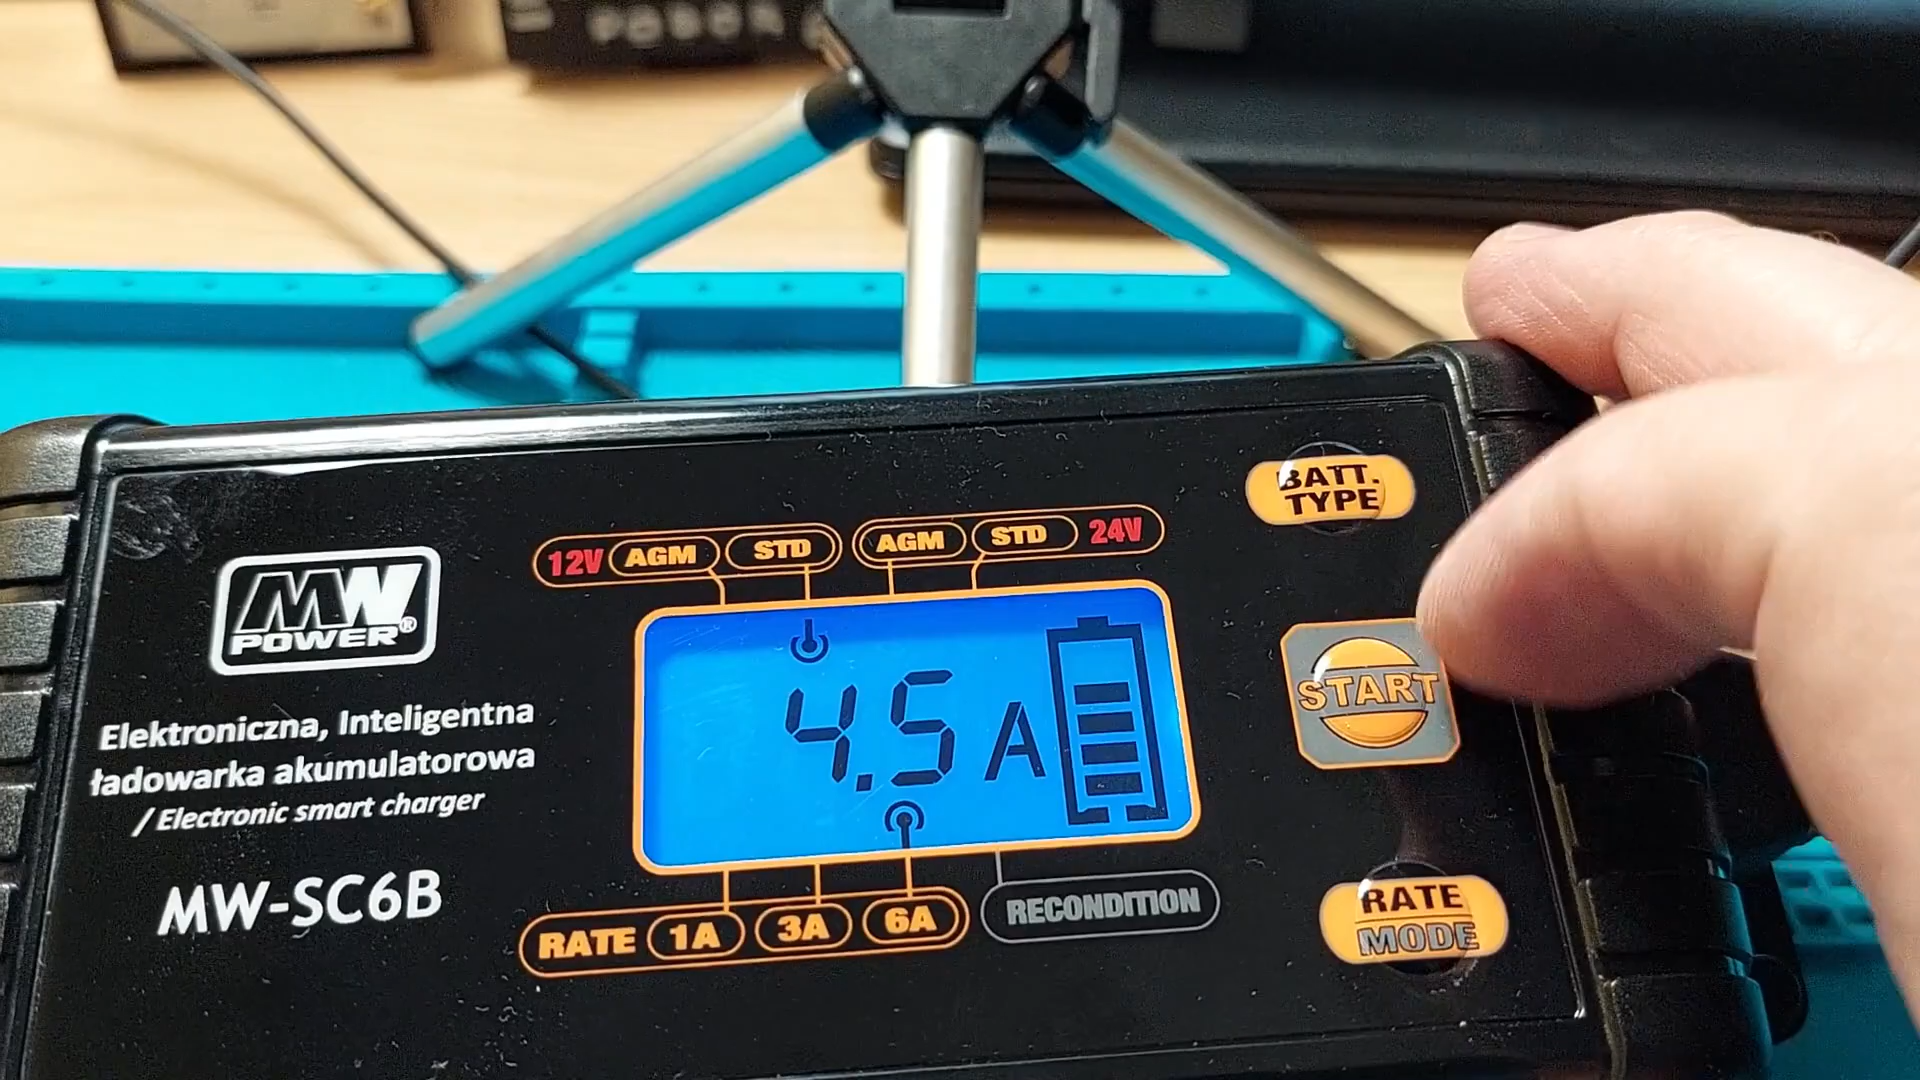 POWER
BATT.
TYPE
12V AGM STD AGM STD 24V
MW
POWER®
START
4.5 A
Elektroniczna, Inteligentna
ładowarka akumulatorowa
/ Electronic smart charger
MW-SC6B
RATE 1A 3A 6A RECONDITION
RATE
MODE